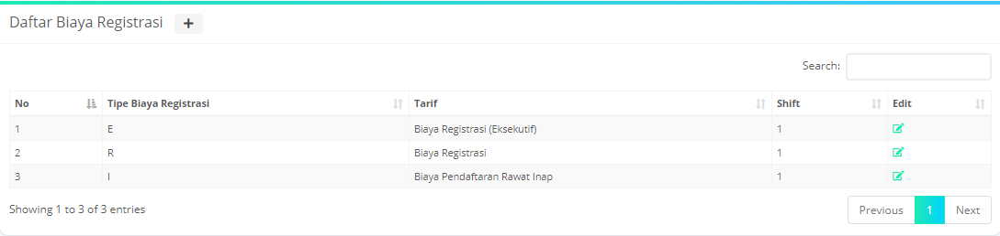 Daftar Biaya Registrasi +
Search:
No Tipe Biaya Registrasi Tarif Shift Edit
1 E Biaya Registrasi (Eksekutif) 1
2 R Biaya Registrasi 1
3 I Biaya Pendaftaran Rawat Inap 1
Showing 1 to 3 of 3 entries Previous 1 Next